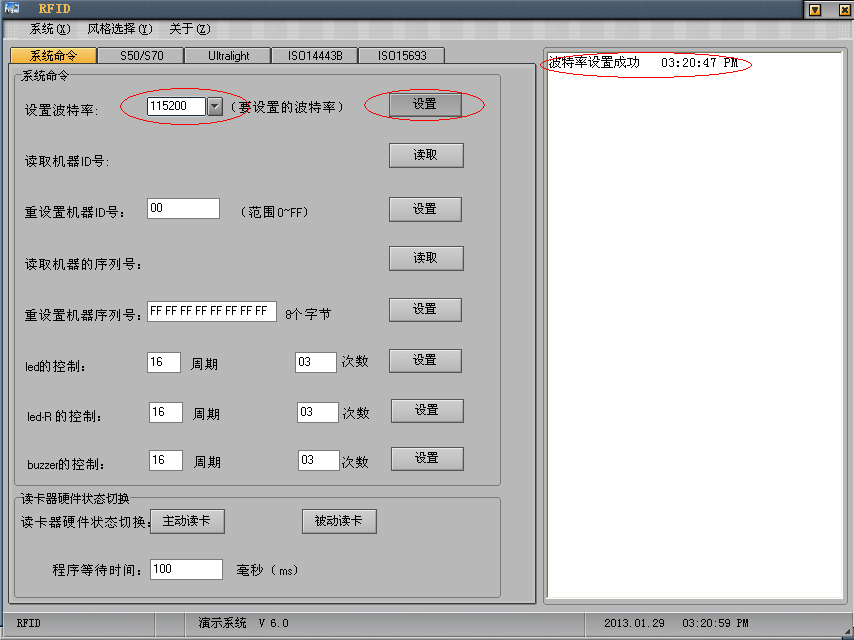 RFID
系统(X) 风格选择(Y) 关于(Z)
系统命令 S50/S70 Ultralight ISO14443B ISO15693
系统命令
设置波特率: 115200 (要设置的波特率) 设置
读取机器ID号: 读取
重设置机器ID号: 00 (范围0~FF) 设置
读取机器的序列号: 读取
重设置机器序列号: FF FF FF FF FF FF FF FF 8个字节 设置
led的控制: 16 周期 03 次数 设置
led-R 的控制: 16 周期 03 次数 设置
buzzer的控制: 16 周期 03 次数 设置
读卡器硬件状态切换
读卡器硬件状态切换: 主动读卡 被动读卡
程序等待时间: 100 毫秒(ms)
波特率设置成功 03:20:47 PM
RFID 演示系统 V 6.0 2013.01.29 03:20:59 PM